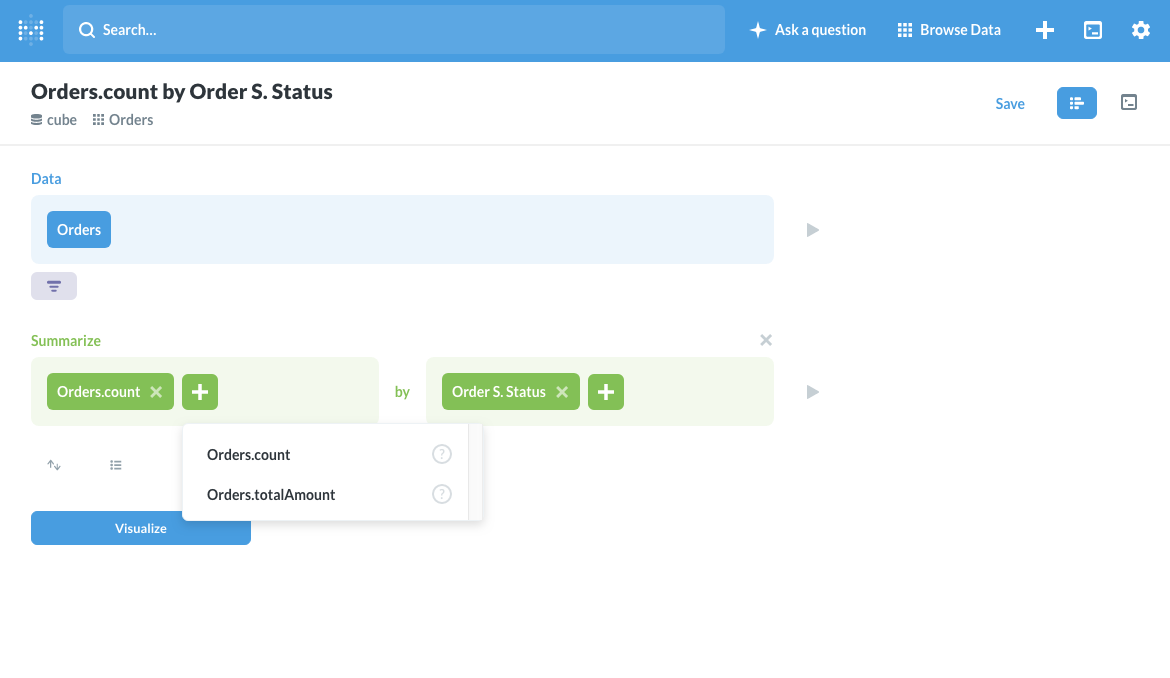 Search...
Ask a question
Browse Data
Orders.count by Order S. Status
cube
Orders
Save
Data
Orders
Summarize
Orders.count
by
Order S. Status
Orders.count
?
Orders.totalAmount
?
Visualize